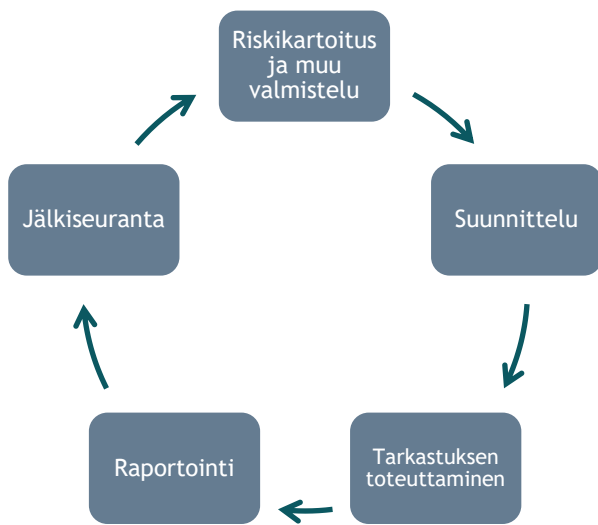 Riskikartoitus
ja muu
valmistelu
Suunnittelu
Tarkastuksen
toteuttaminen
Raportointi
Jälkiseuranta